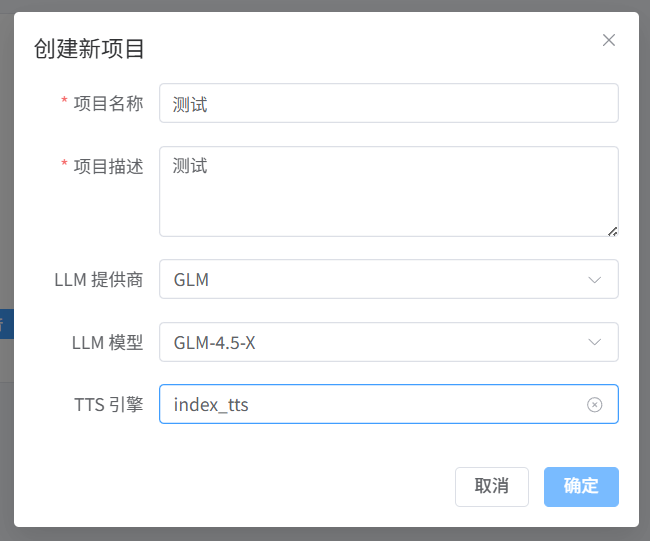 创建新项目
* 项目名称 测试
* 项目描述 测试
LLM 提供商 GLM
LLM 模型 GLM-4.5-X
TTS 引擎 index_tts
取消 确定